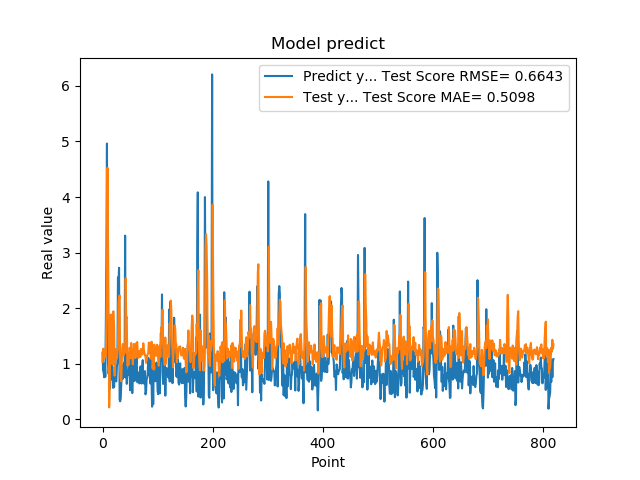 Model predict
Predict y... Test Score RMSE= 0.6643
Test y... Test Score MAE= 0.5098
Real value
6
5
4
3
2
1
0
0 200 400 600 800
Point